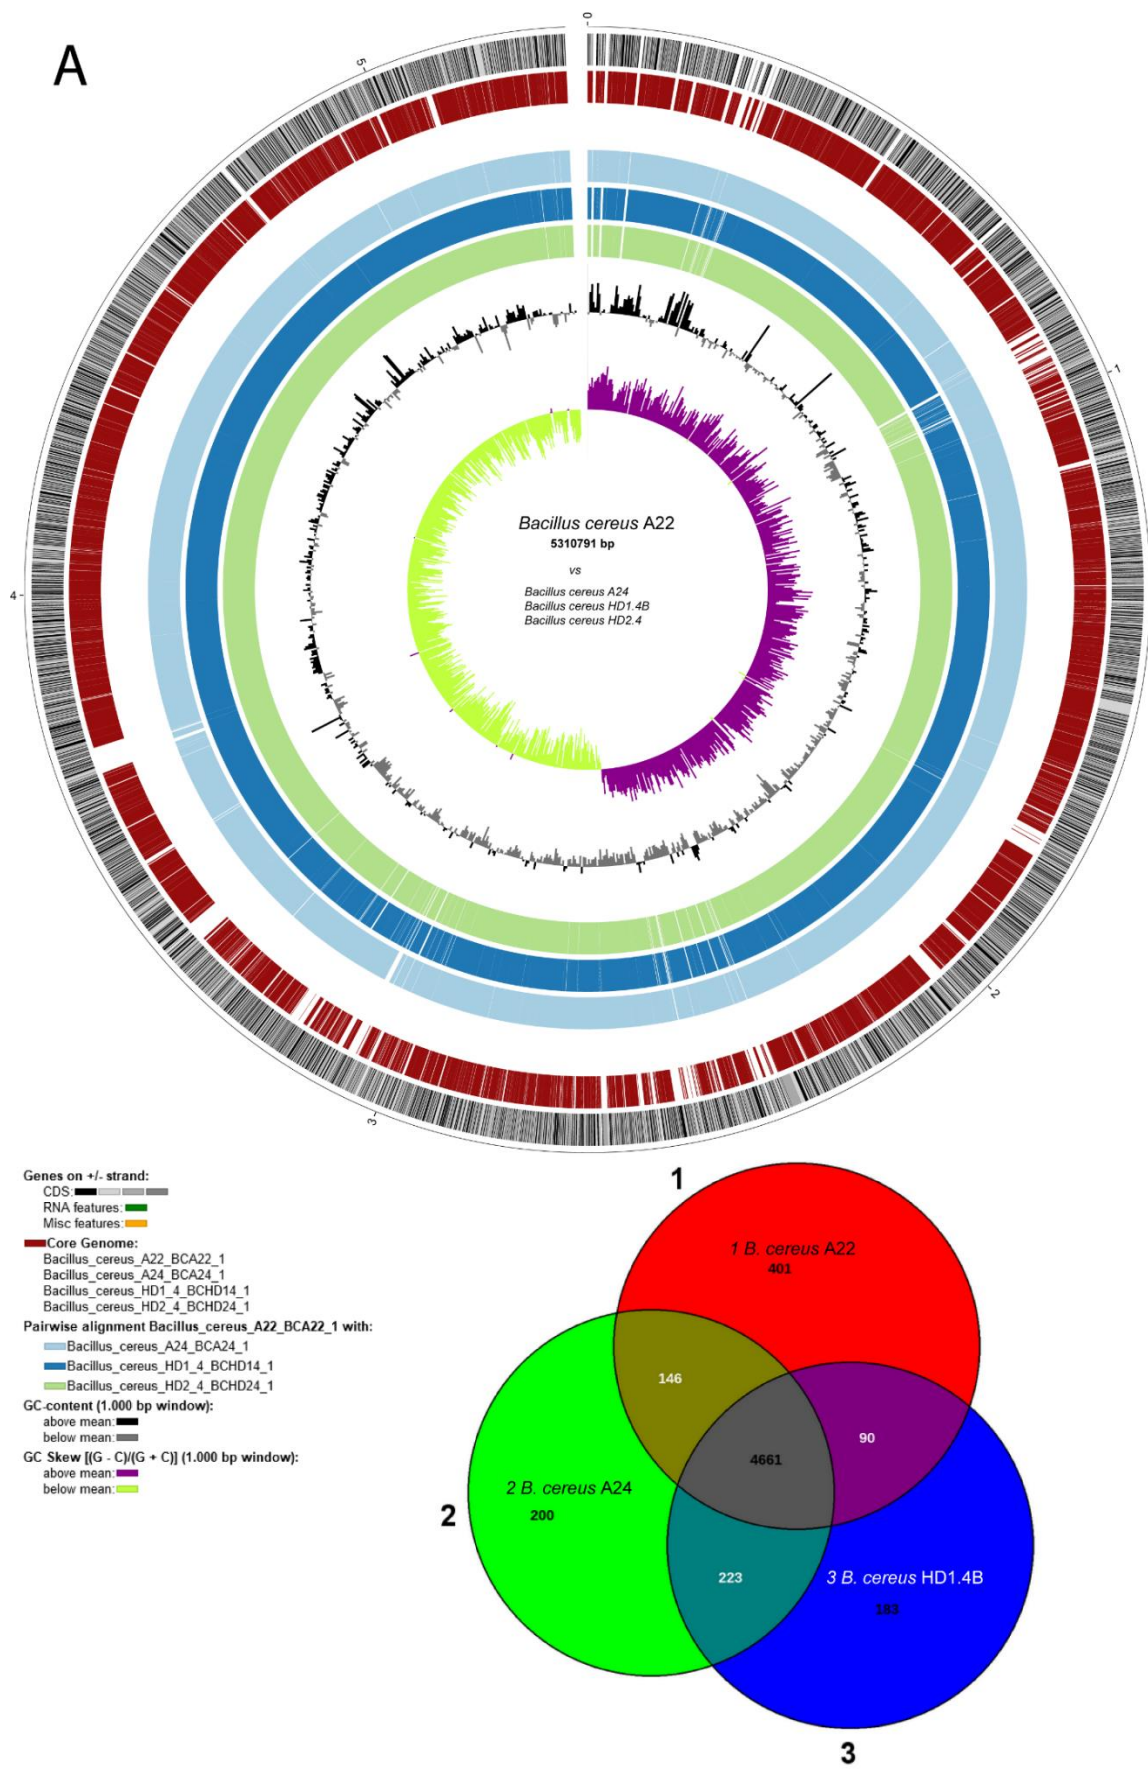 A
0
5
1
4
2
3
Bacillus cereus A22
5310791 bp
vs
Bacillus cereus A24
Bacillus cereus HD1.4B
Bacillus cereus HD2.4
Genes on +/- strand:
CDS:
RNA features:
Misc features:
Core Genome:
Bacillus_cereus_A22_BCA22_1
Bacillus_cereus_A24_BCA24_1
Bacillus_cereus_HD1_4_BCHD14_1
Bacillus_cereus_HD2_4_BCHD24_1
Pairwise alignment Bacillus_cereus_A22_BCA22_1 with:
Bacillus_cereus_A24_BCA24_1
Bacillus_cereus_HD1_4_BCHD14_1
Bacillus_cereus_HD2_4_BCHD24_1
GC-content (1.000 bp window):
above mean:
below mean:
GC Skew [(G - C)/(G + C)] (1.000 bp window):
above mean:
below mean:
1
1 B. cereus A22
401
146
90
4661
2
2 B. cereus A24
200
223
3 B. cereus HD1.4B
183
3